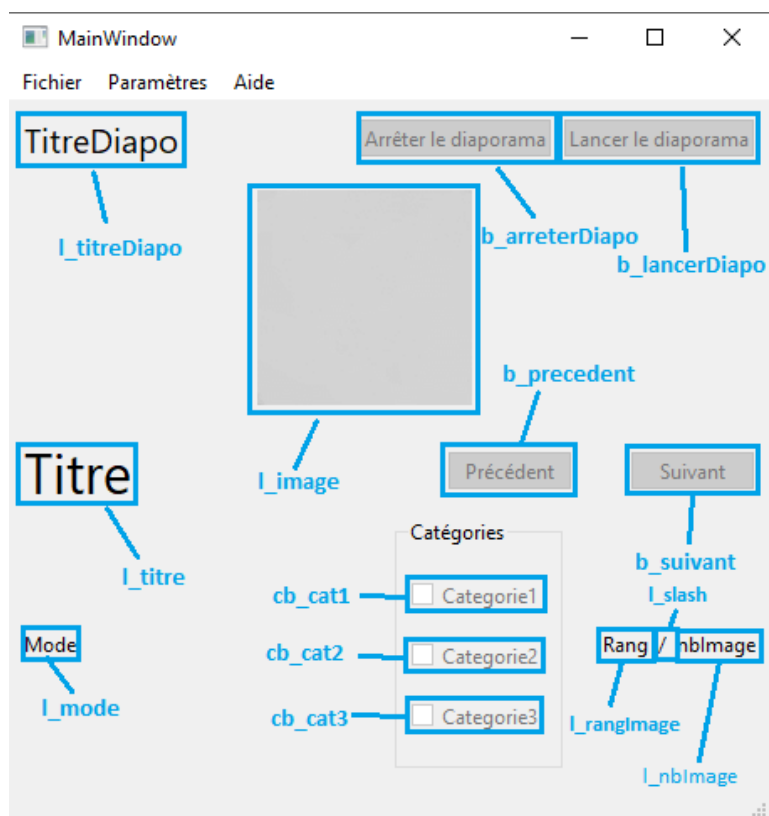 MainWindow
Fichier Paramètres Aide
TitreDiapo Arrêter le diaporama Lancer le diaporama
l_titreDiapo b_arreterDiapo
b_lancerDiapo
b_precedent
Titre l_image Précédent Suivant
Catégories
l_titre b_suivant
cb_cat1 Categorie1 l_slash
Mode cb_cat2 Categorie2 Rang / nbImage
l_mode cb_cat3 Categorie3 l_rangImage
l_nbImage